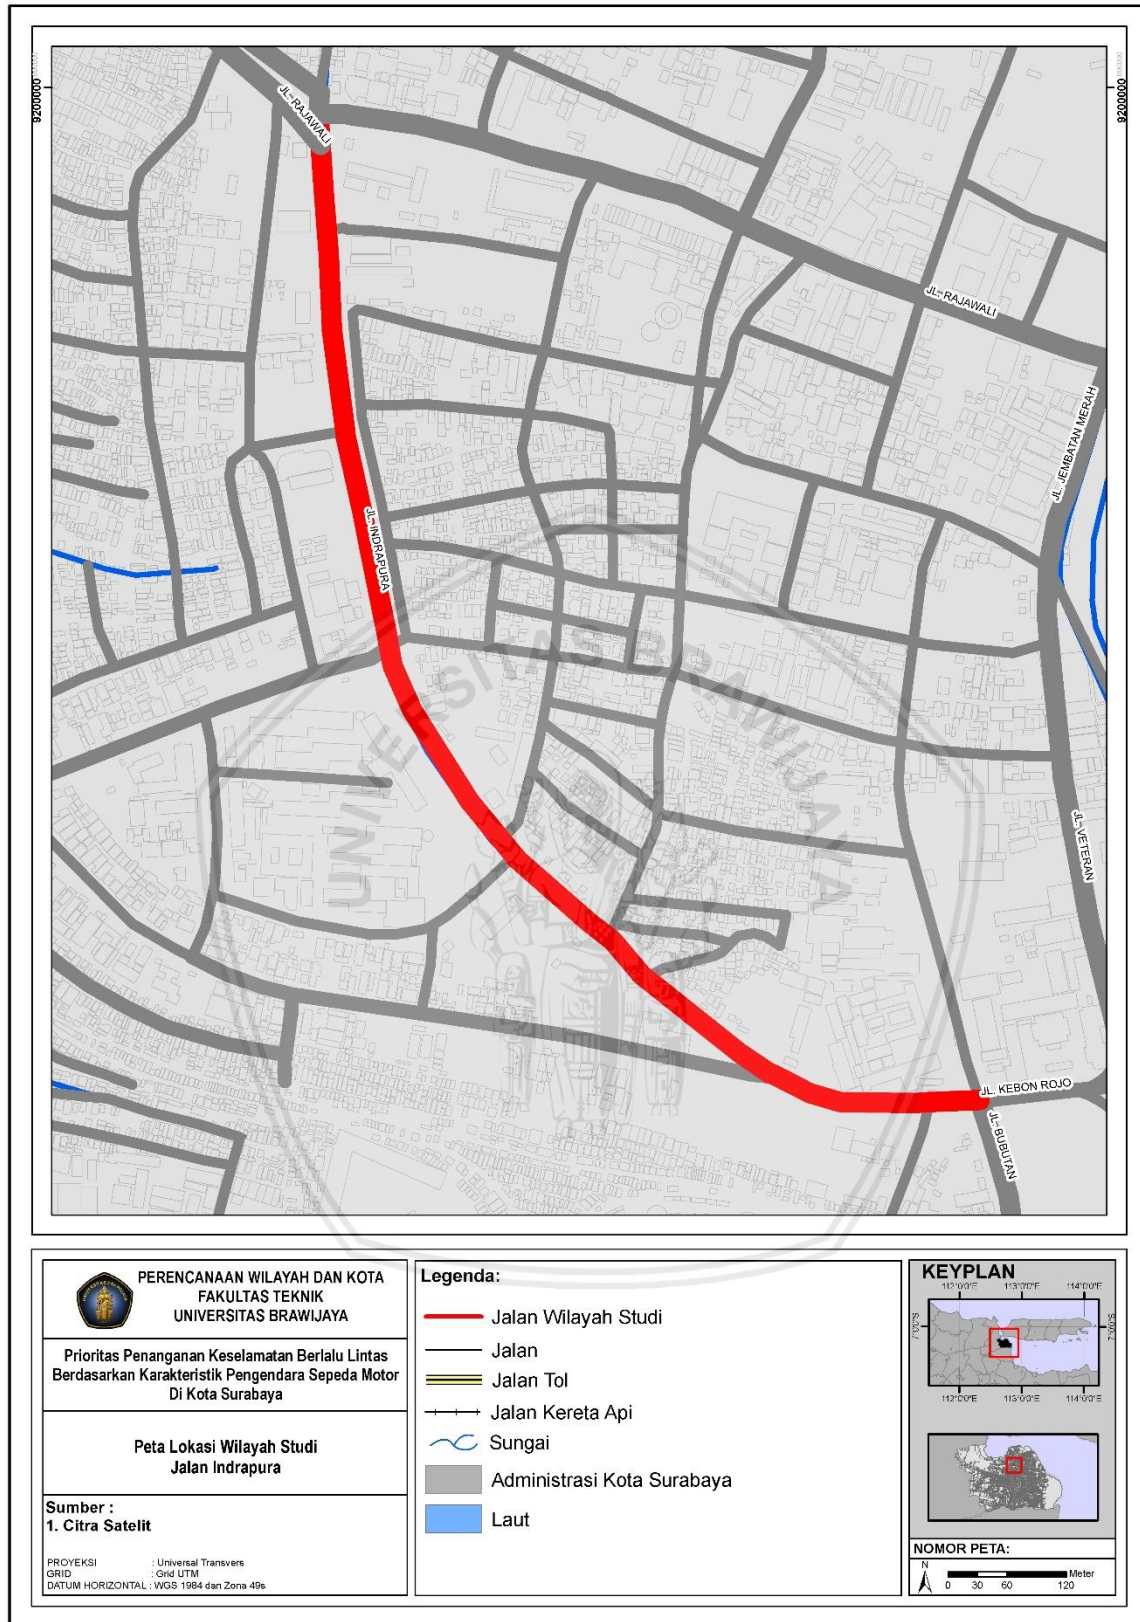 9200000
9200000
JL. RAJAWALI
JL. RAJAWALI
JL. JEMBATAN MERAH
JL. INDRAPURA
UNIVERSITAS BRAWIJAYA
JL. VETERAN
JL. KEBON ROJO
JL. BUBUTAN
PERENCANAAN WILAYAH DAN KOTA
FAKULTAS TEKNIK
UNIVERSITAS BRAWIJAYA
Prioritas Penanganan Keselamatan Berlalu Lintas
Berdasarkan Karakteristik Pengendara Sepeda Motor
Di Kota Surabaya
Peta Lokasi Wilayah Studi
Jalan Indrapura
Sumber :
1. Citra Satelit
PROYEKSI : Universal Transvers
GRID : Grid UTM
DATUM HORIZONTAL : WGS 1984 dan Zona 49s
Legenda:
Jalan Wilayah Studi
Jalan
Jalan Tol
Jalan Kereta Api
Sungai
Administrasi Kota Surabaya
Laut
KEYPLAN
112°0'0"E 113°0'0"E 114°0'0"E
7°0'0"S 7°0'0"S
112°0'0"E 113°0'0"E 114°0'0"E
NOMOR PETA:
N
Meter
0 30 60 120